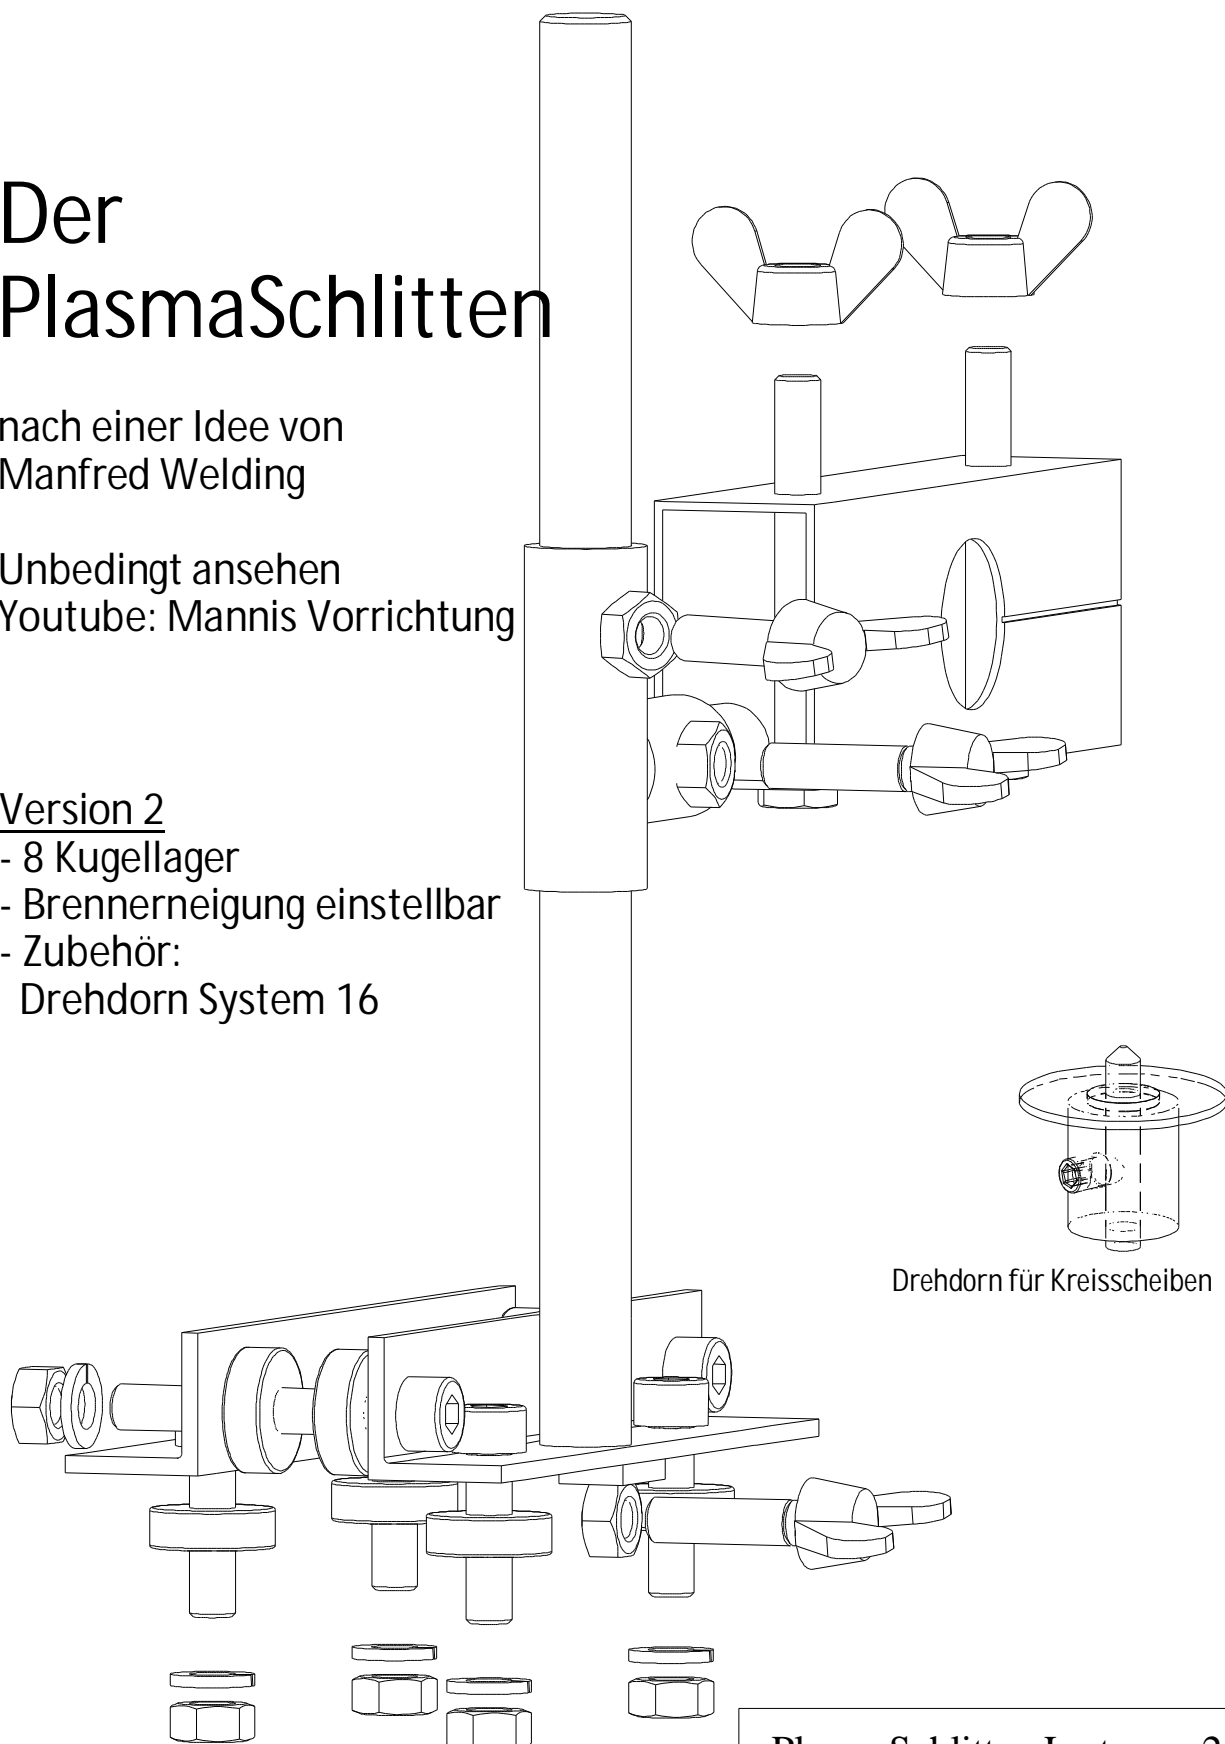 Der
PlasmaSchlitten
nach einer Idee von
Manfred Welding
Unbedingt ansehen
Youtube: Mannis Vorrichtung
Version 2
- 8 Kugellager
- Brennerneigung einstellbar
- Zubehör:
Drehdorn System 16
Drehdorn für Kreisscheiben